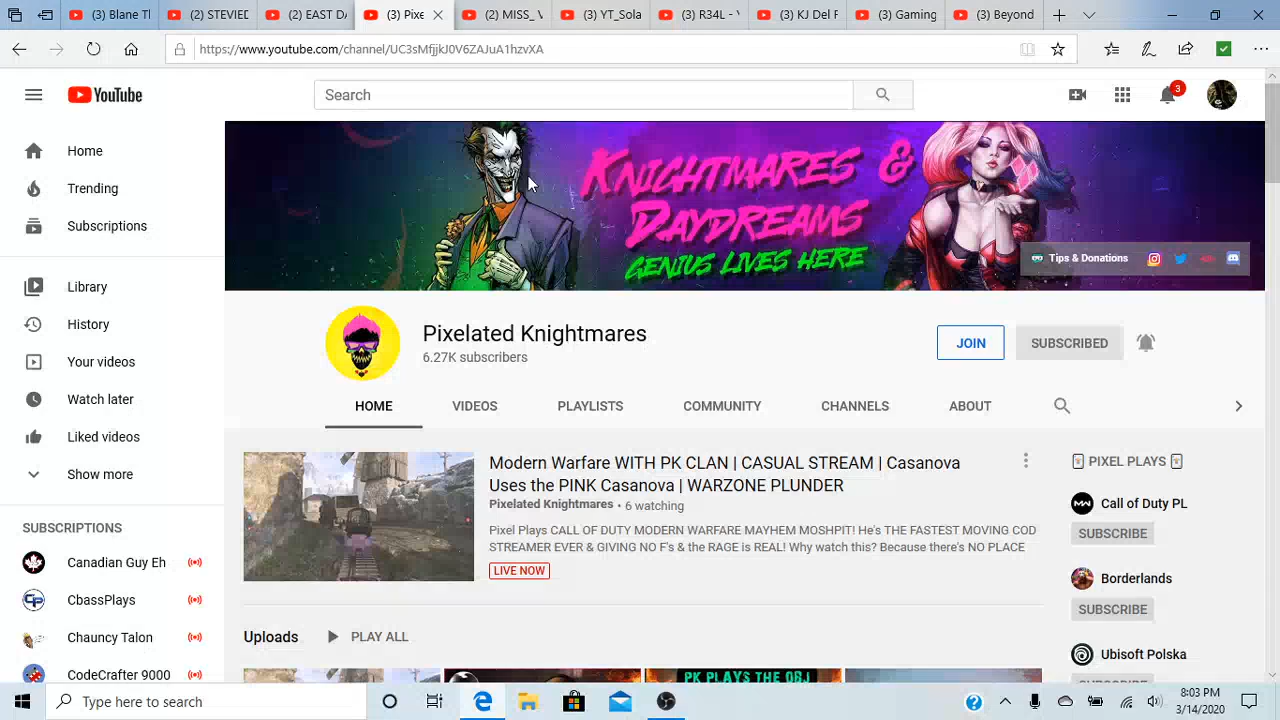 (3) Blane Tl
(2) STEVIED
(2) EAST DA
(3) Pixe
(2) MISS_V
(3) YT_Sola
(3) R34L - Y
(3) KJ Del F
(3) Gaming
(3) Beyond
https://www.youtube.com/channel/UC3sMfjjkJ0V6ZAJuA1hzvXA
YouTube
Search
3
Home
Trending
Subscriptions
Library
History
Your videos
Watch later
Liked videos
Show more
SUBSCRIPTIONS
Canadian Guy Eh
CbassPlays
Chauncy Talon
CodeCrafter 9000
KNIGHTMARES &
DAYDREAMS
GENIUS LIVES HERE
Tips & Donations
Pixelated Knightmares
6.27K subscribers
JOIN
SUBSCRIBED
HOME
VIDEOS
PLAYLISTS
COMMUNITY
CHANNELS
ABOUT
Modern Warfare WITH PK CLAN | CASUAL STREAM | Casanova
Uses the PINK Casanova | WARZONE PLUNDER
Pixelated Knightmares • 6 watching
Pixel Plays CALL OF DUTY MODERN WARFARE MAYHEM MOSHPIT! He's THE FASTEST MOVING COD
STREAMER EVER & GIVING NO F's & the RAGE is REAL! Why watch this? Because there's NO PLACE
LIVE NOW
Uploads
PLAY ALL
PK PLAYS THE OBJ
🃏 PIXEL PLAYS 🃏
Call of Duty PL
SUBSCRIBE
Borderlands
SUBSCRIBE
Ubisoft Polska
Type here to search
8:03 PM
3/14/2020